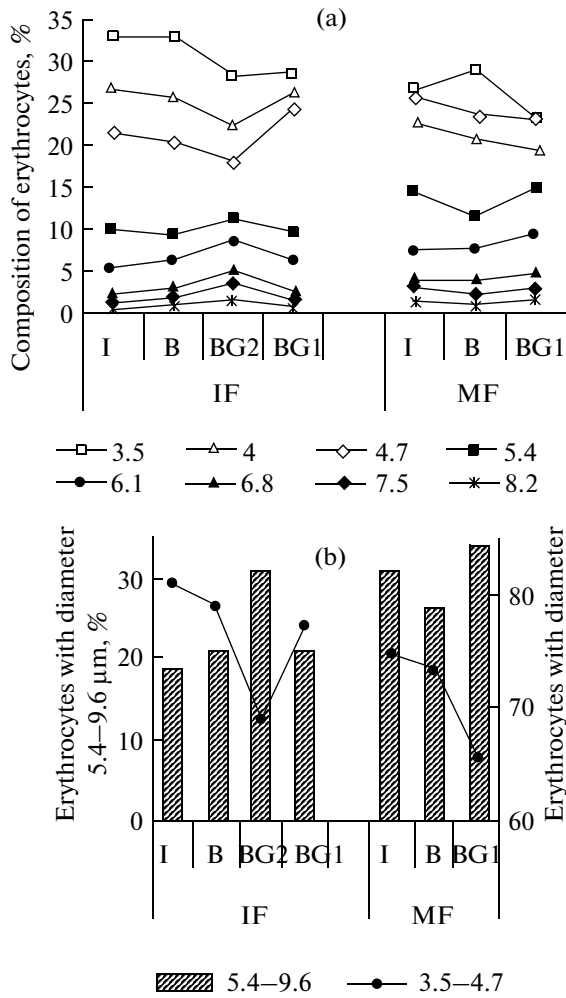 (a)
Composition of erythrocytes, %
35
30
25
20
15
10
5
0
I B BG2 BG1 I B BG1
IF MF
3.5 4 4.7 5.4
6.1 6.8 7.5 8.2
(b)
Erythrocytes with diameter
5.4–9.6 μm, %
30
20
10
0
80
70
60
Erythrocytes with diameter
I B BG2 BG1 I B BG1
IF MF
5.4–9.6 3.5–4.7